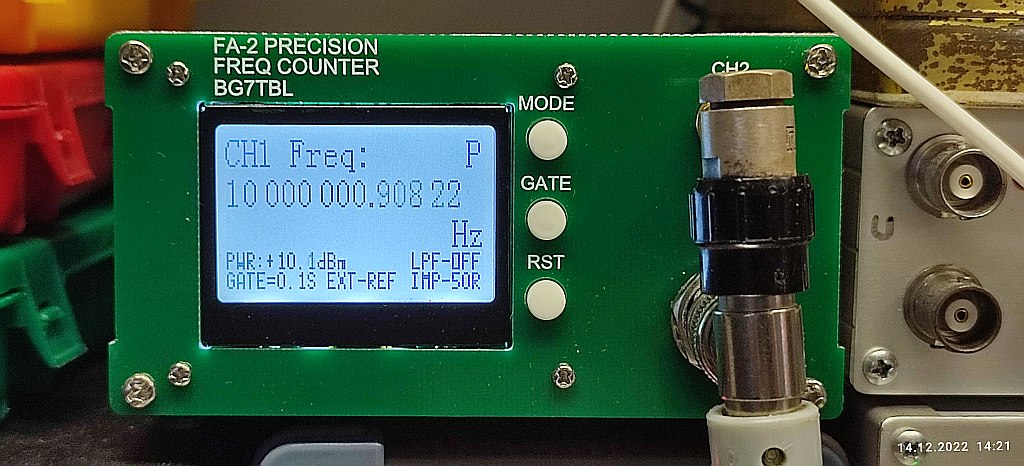 FA-2 PRECISION
FREQ COUNTER
BG7TBL
CH2
MODE
CH1 Freq: P
10 000 000.908 22
Hz
PWR:+10.1dBm LPF-OFF
GATE=0.1S EXT-REF IMP-50R
GATE
RST
14.12.2022 14:21